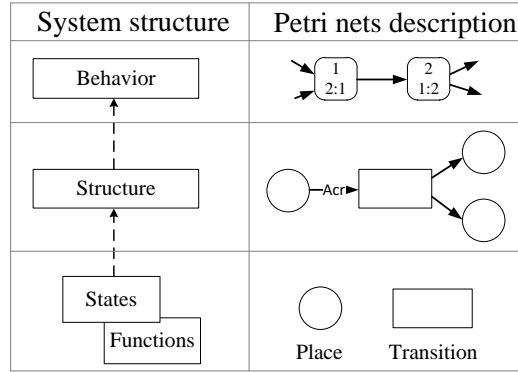 System structure
Petri nets description
Behavior
1
2:1
2
1:2
Structure
Acr
States
Functions
Place
Transition